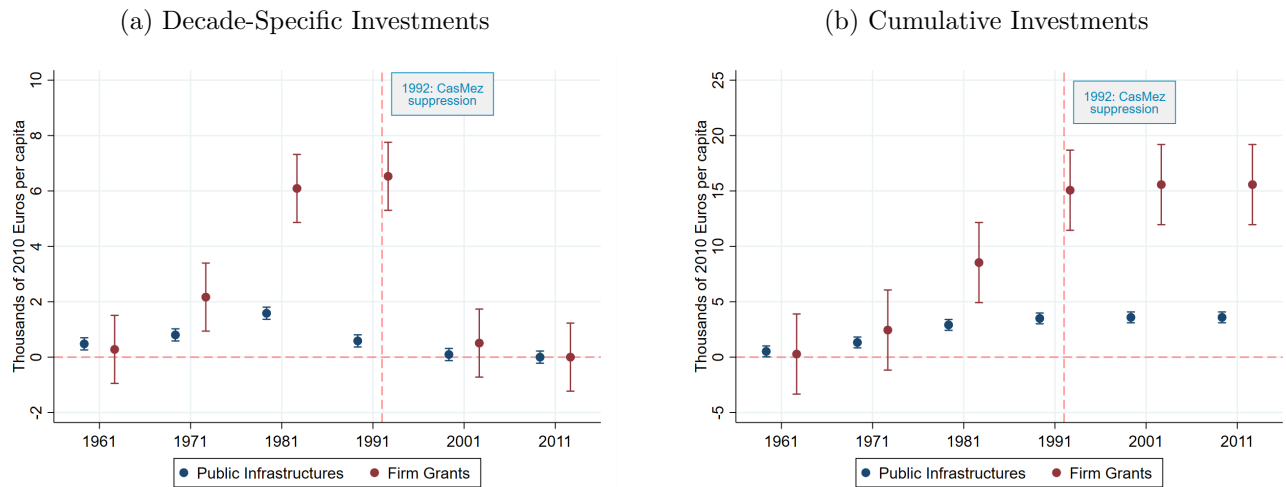 (a) Decade-Specific Investments
Thousands of 2010 Euros per capita
10
8
6
4
2
0
-2
1992: CasMez
suppression
1961
1971
1981
1991
2001
2011
Public Infrastructures
Firm Grants
(b) Cumulative Investments
Thousands of 2010 Euros per capita
25
20
15
10
5
0
-5
1992: CasMez
suppression
1961
1971
1981
1991
2001
2011
Public Infrastructures
Firm Grants